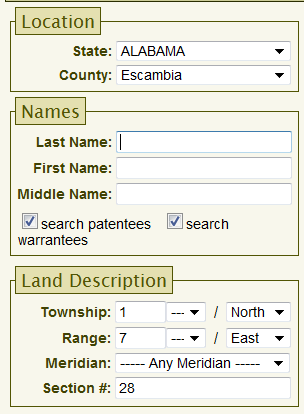 Location
State: ALABAMA
County: Escambia
Names
Last Name:
First Name:
Middle Name:
search patentees search
warrantees
Land Description
Township: 1 --- / North
Range: 7 --- / East
Meridian: ----- Any Meridian -----
Section #: 28